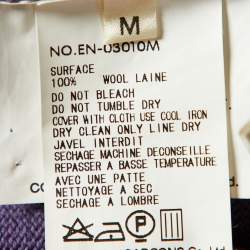 M
NO.EN-03010M
SURFACE
100% WOOL LAINE
DO NOT BLEACH
DO NOT TUMBLE DRY
COVER WITH CLOTH USE COOL IRON
DRY CLEAN ONLY LINE DRY
JAVEL INTERDIT
SECHAGE MACHINE DECONSEILLE
REPASSER A BASSE TEMPERATURE
AVEC UNE PATTE
NETTOYAGE A SEC
SECHAGE A LOMBRE